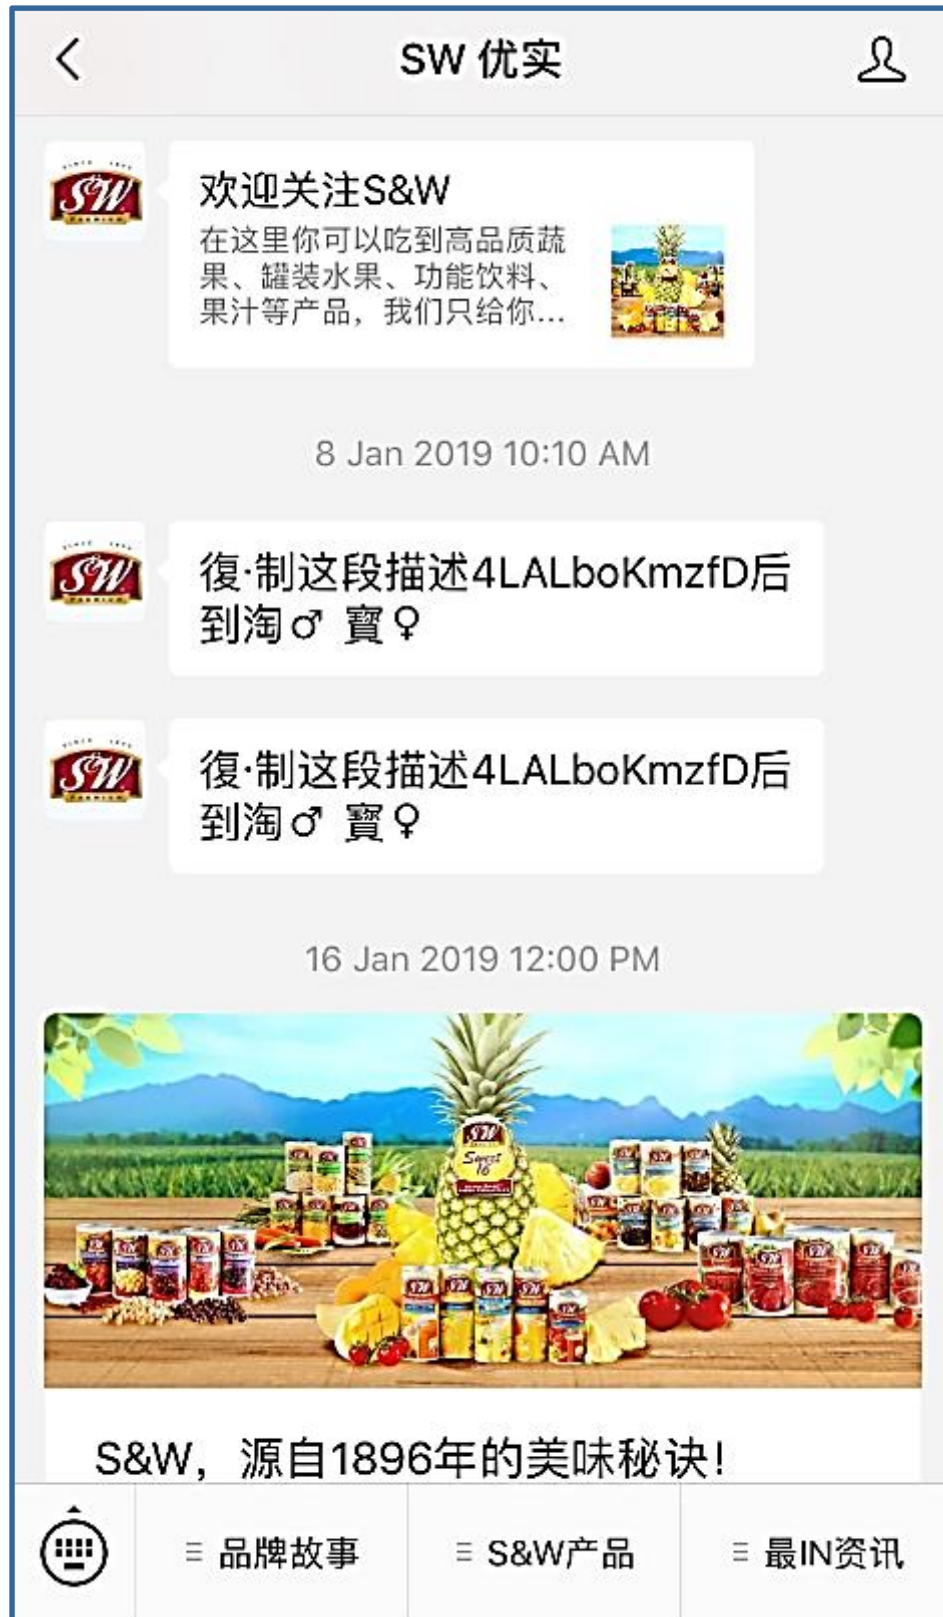 SW 优实
欢迎关注S&W
在这里你可以吃到高品质蔬
果、罐装水果、功能饮料、
果汁等产品，我们只给你...
8 Jan 2019 10:10 AM
復·制这段描述4LALboKmzfD后
到淘♂ 寳♀
復·制这段描述4LALboKmzfD后
到淘♂ 寳♀
16 Jan 2019 12:00 PM
S&W
Sweet
16
S&W，源自1896年的美味秘诀!
品牌故事
S&W产品
最IN资讯